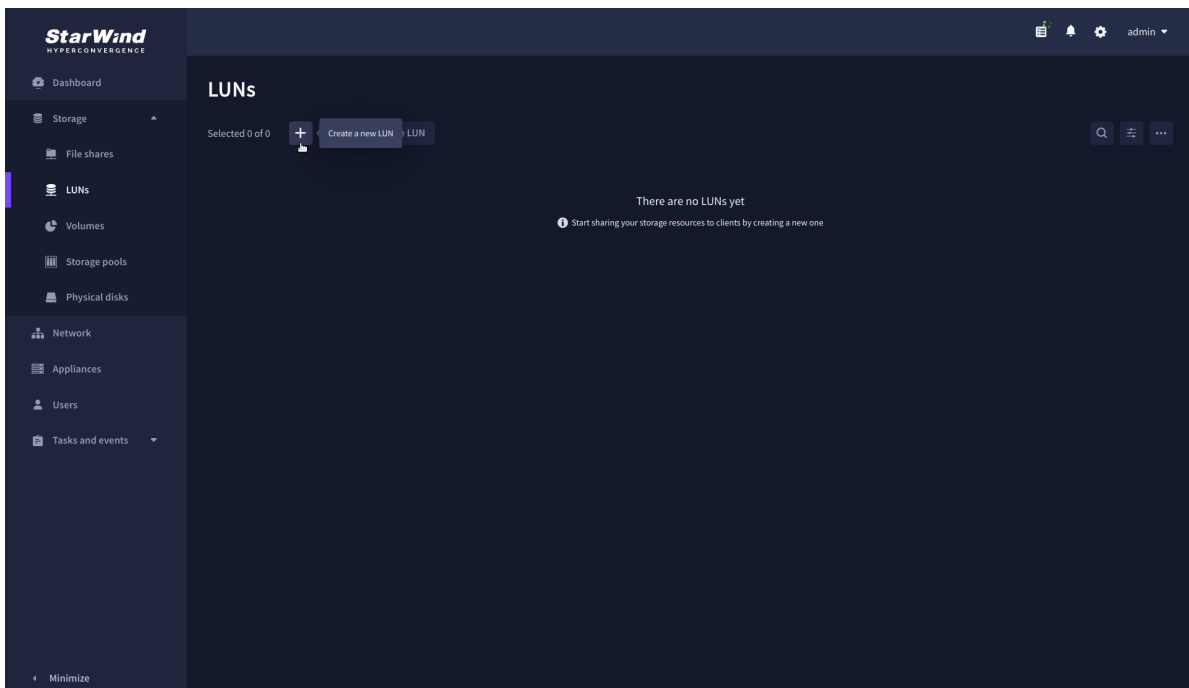 StarWind
HYPERCONVERGENCE
admin
Dashboard
Storage
File shares
LUNs
Volumes
Storage pools
Physical disks
Network
Appliances
Users
Tasks and events
Minimize
LUNs
Selected 0 of 0
Create a new LUN
LUN
There are no LUNs yet
Start sharing your storage resources to clients by creating a new one